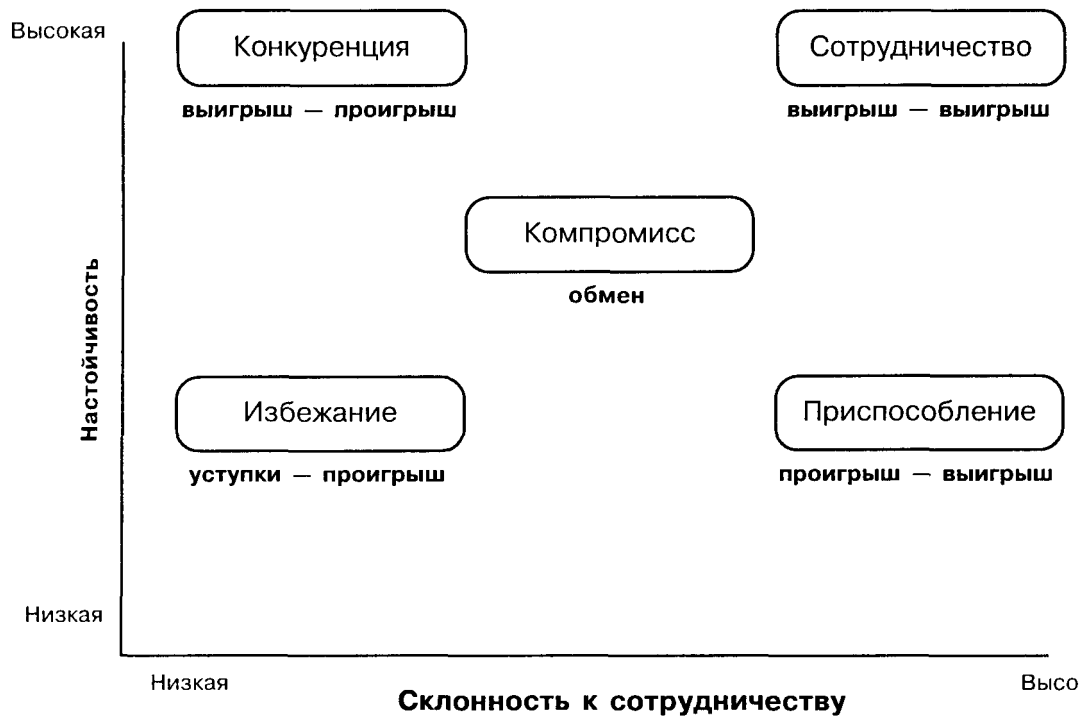 Высокая
Конкуренция
Сотрудничество
выигрыш — проигрыш
выигрыш — выигрыш
Компромисс
обмен
Настойчивость
Избежание
Приспособление
уступки — проигрыш
проигрыш — выигрыш
Низкая
Низкая
Высо
Склонность к сотрудничеству